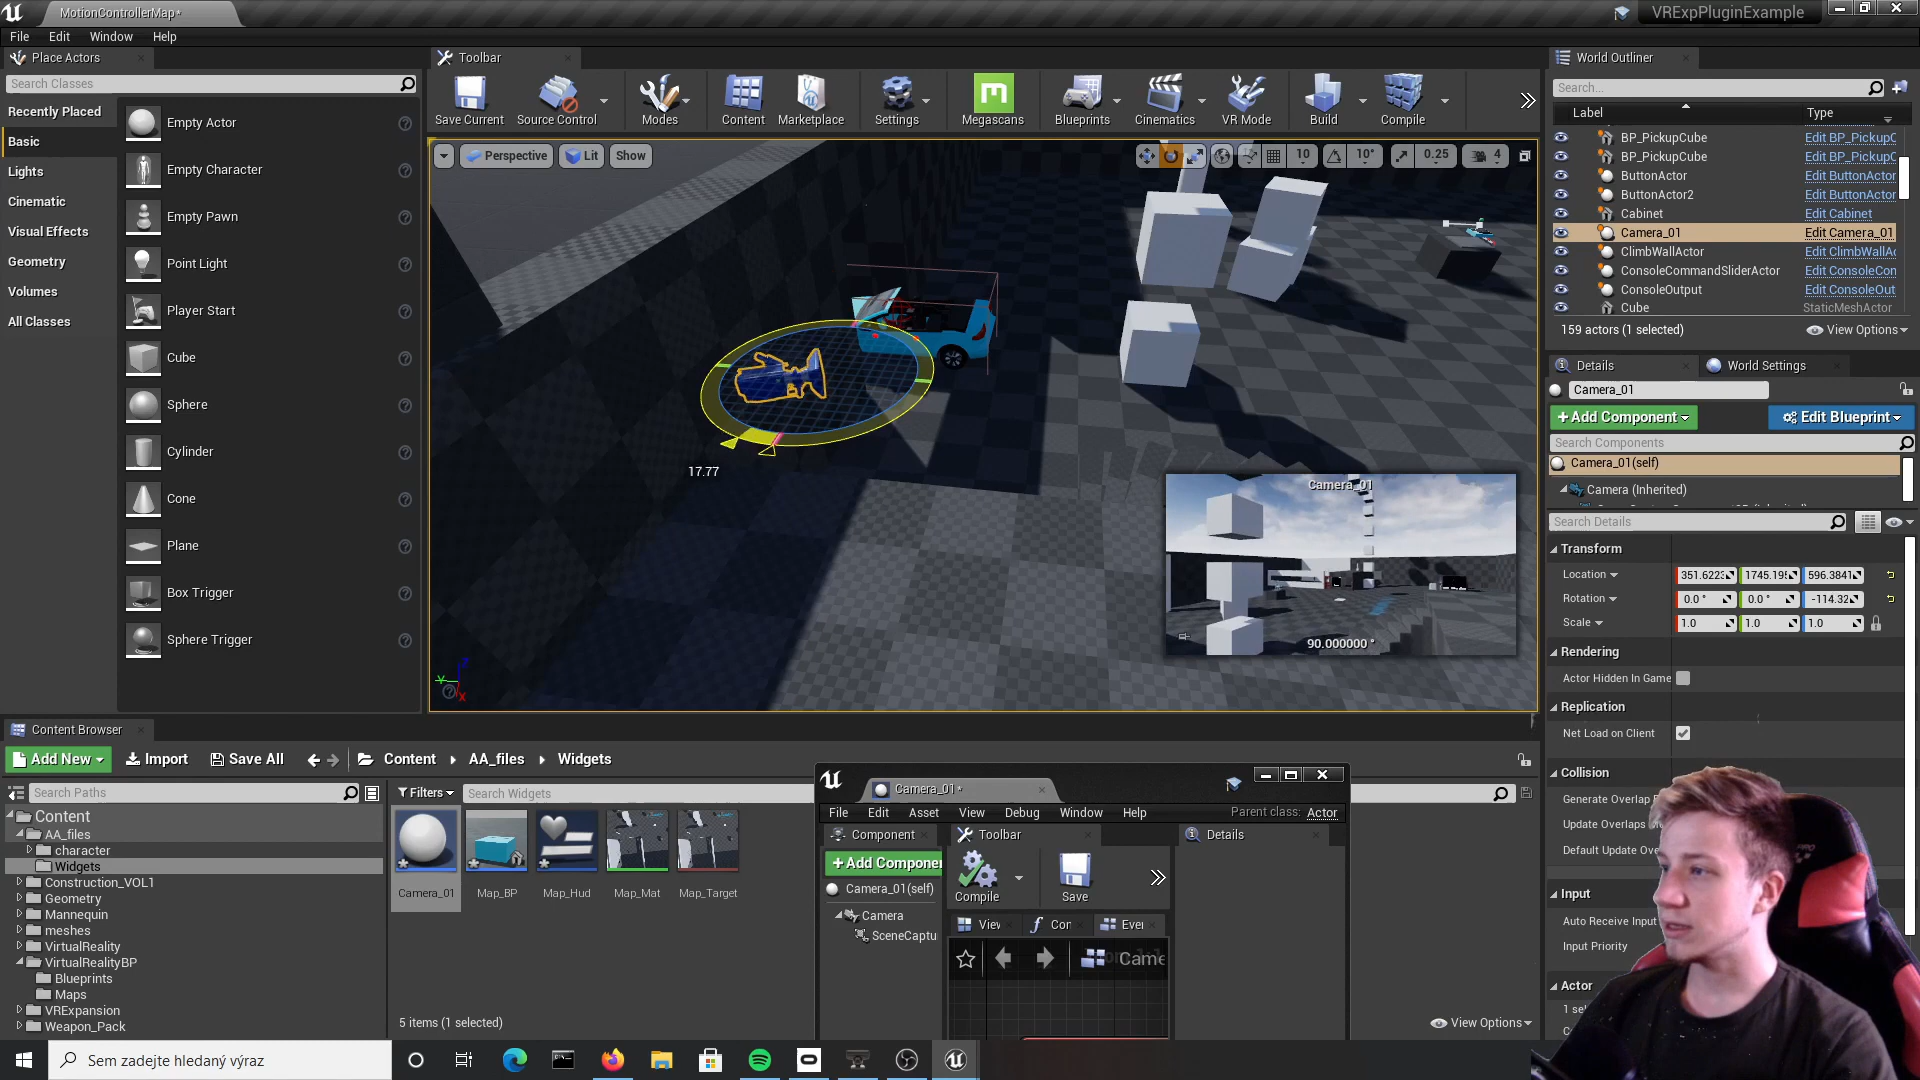 MotionControllerMap*
VRExpPluginExample
File Edit Window Help
Place Actors
Search Classes
Recently Placed
Basic
Lights
Cinematic
Visual Effects
Geometry
Volumes
All Classes
Empty Actor
Empty Character
Empty Pawn
Point Light
Player Start
Cube
Sphere
Cylinder
Cone
Plane
Box Trigger
Sphere Trigger
Toolbar
Save Current Source Control Modes Content Marketplace Settings Megascans Blueprints Cinematics VR Mode Build Compile
Perspective Lit Show
10 10° 0.25 4
17.77
Camera_01
90.000000 °
World Outliner
Search...
Label Type
BP_PickupCube Edit BP_PickupC
BP_PickupCube Edit BP_PickupC
ButtonActor Edit ButtonActor
ButtonActor2 Edit ButtonActor
Cabinet Edit Cabinet
Camera_01 Edit Camera_01
ClimbWallActor Edit ClimbWallAc
ConsoleCommandSliderActor Edit ConsoleCon
ConsoleOutput Edit ConsoleOut
Cube StaticMeshActor
159 actors (1 selected) View Options
Details World Settings
Camera_01
+Add Component Edit Blueprint
Search Components
Camera_01(self)
Camera (Inherited)
Search Details
Transform
Location 351.6223 1745.195 596.3841
Rotation 0.0 ° 0.0 ° -114.32
Scale 1.0 1.0 1.0
Rendering
Actor Hidden In Game
Replication
Net Load on Client
Collision
Generate Overlap
Update Overlaps
Default Update Ove
Input
Auto Receive Input
Input Priority
Actor
Content Browser
Add New Import Save All Content AA_files Widgets
Search Paths
Filters Search Widgets
Content
AA_files
character
Widgets
Construction_VOL1
Geometry
Mannequin
meshes
VirtualReality
VirtualRealityBP
Blueprints
Maps
VRExpansion
Weapon_Pack
Camera_01 Map_BP Map_Hud Map_Mat Map_Target
5 items (1 selected)
View Options
Camera_01*
File Edit Asset View Debug Window Help
Parent class: Actor
Component Toolbar Details
+Add Componen
Compile Save
Camera_01(self)
Camera
SceneCaptu
Viev Cor Ever
Came
Sem zadejte hledaný výraz